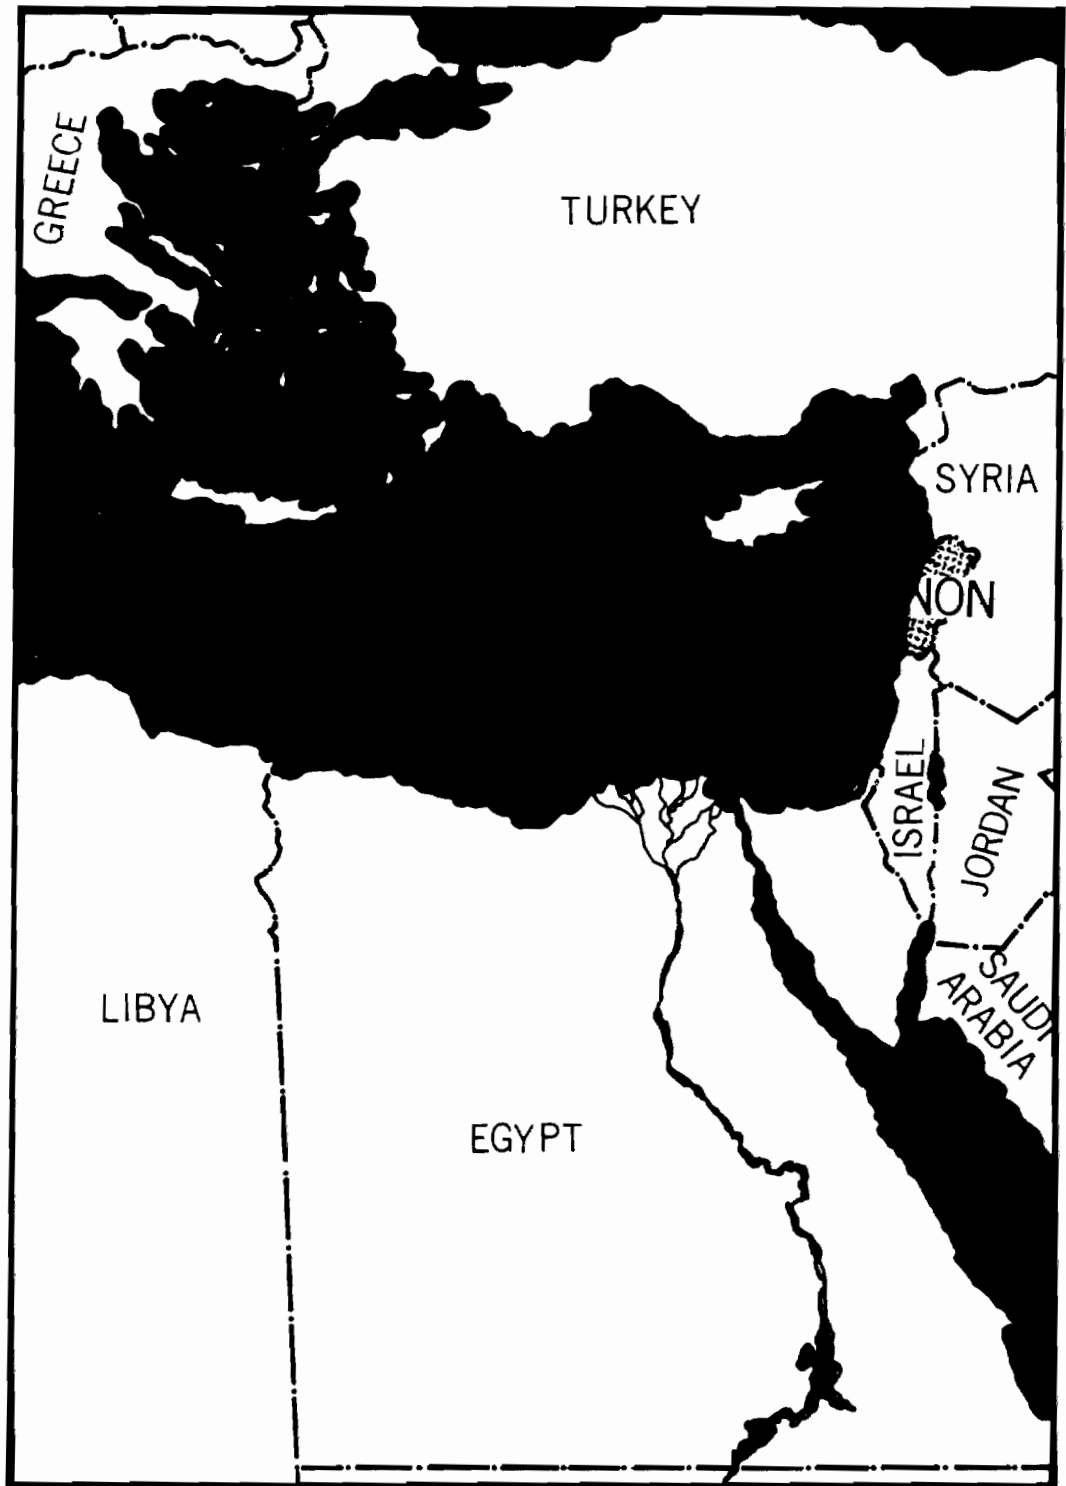 GREECE
TURKEY
SYRIA
NON
ISRAEL
JORDAN
SAUDI
ARABIA
LIBYA
EGYPT